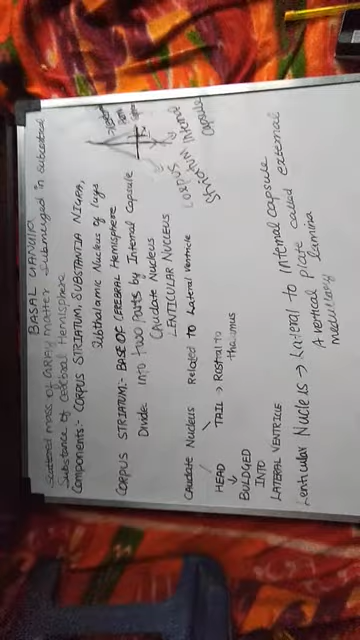 BASAL GANGLIA
Scattered mass of GRAY matter submerged in subcortical
Substance of Cerebral Hemisphere
Components:- CORPUS STRIATUM, SUBSTANTIA NIGRA,
Subthalamic Nucleus of Luys
CORPUS STRIATUM:- BASE OF CEREBRAL HEMISPHERE
Divide into two Parts by Internal Capsule
Caudate Nucleus
LENTICULAR NUCLEUS
CORPUS
Internal
Capsule
Caudate Nucleus Related to Lateral Ventricle
HEAD TAIL → ROSTRAL to
↓ thalamus
BULDGED
INTO
LATERAL VENTRICLE
Lenticular Nucleus → Lateral to Internal Capsule
A vertical plate called external
medullary lamina